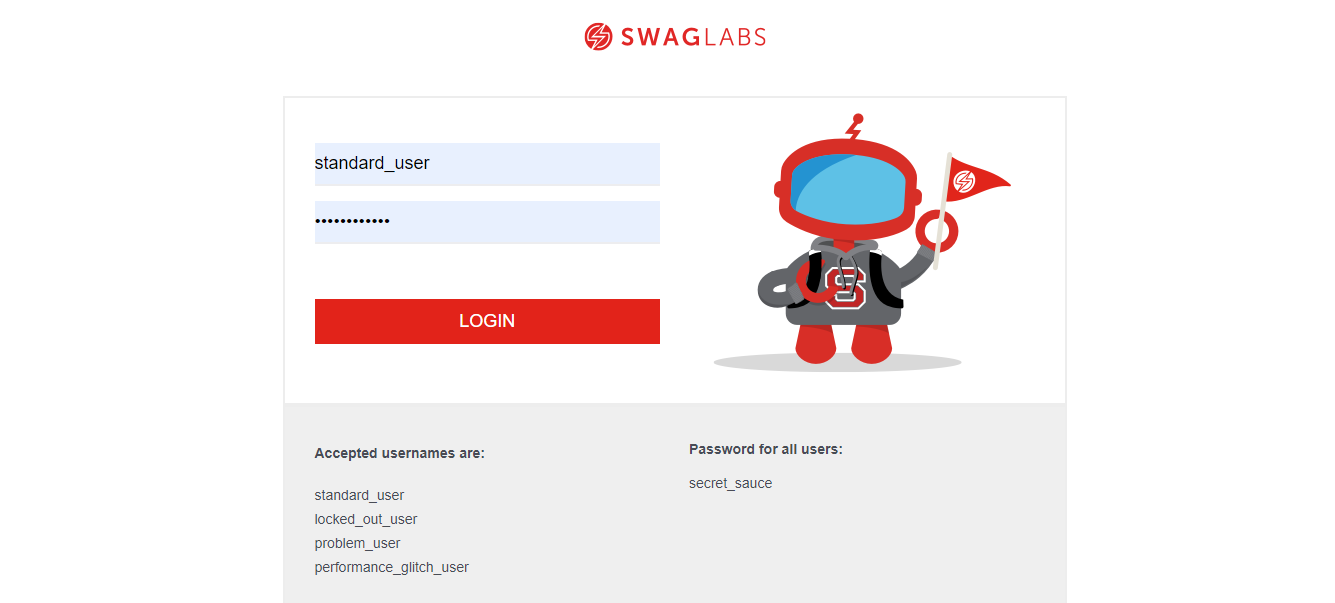 SWAGLABS
standard_user
••••••••••••
LOGIN
S
Accepted usernames are:
standard_user
locked_out_user
problem_user
performance_glitch_user
Password for all users:
secret_sauce